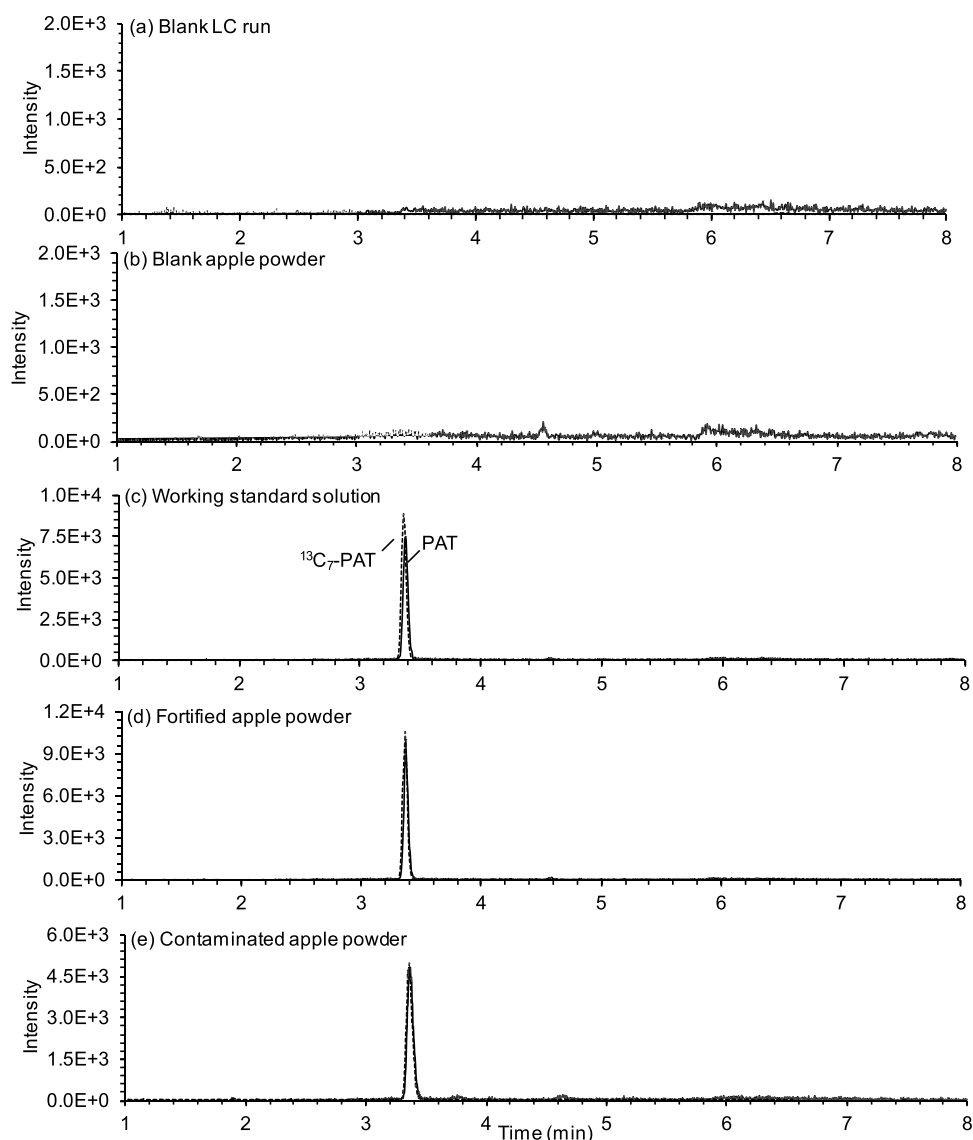 (a) Blank LC run
2.0E+3
1.5E+3
1.0E+3
5.0E+2
0.0E+0
Intensity
1 2 3 4 5 6 7 8
(b) Blank apple powder
2.0E+3
1.5E+3
1.0E+3
5.0E+2
0.0E+0
Intensity
1 2 3 4 5 6 7 8
(c) Working standard solution
1.0E+4
7.5E+3
5.0E+3
2.5E+3
0.0E+0
Intensity
¹³C₇-PAT
PAT
1 2 3 4 5 6 7 8
(d) Fortified apple powder
1.2E+4
9.0E+3
6.0E+3
3.0E+3
0.0E+0
Intensity
1 2 3 4 5 6 7 8
(e) Contaminated apple powder
6.0E+3
4.5E+3
3.0E+3
1.5E+3
0.0E+0
Intensity
1 2 3 4 5 6 7 8
Time (min)